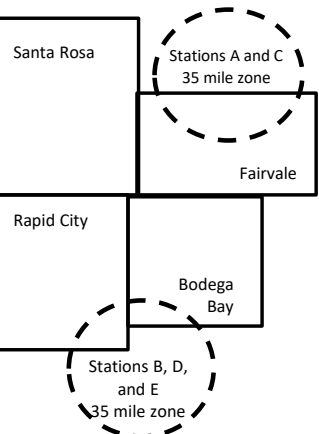 Santa Rosa
Stations A and C
35 mile zone
Fairvale
Rapid City
Bodega
Bay
Stations B, D,
and E
35 mile zone